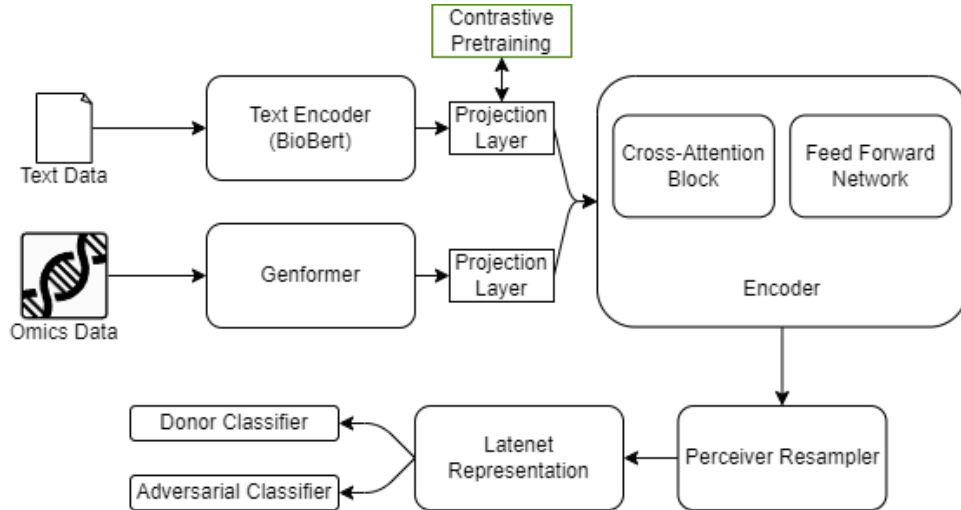 Contrastive
Pretraining
Text Data
Text Encoder
(BioBert)
Projection
Layer
Omics Data
Genformer
Projection
Layer
Cross-Attention
Block
Feed Forward
Network
Encoder
Donor Classifier
Adversarial Classifier
Latenet
Representation
Perceiver Resampler